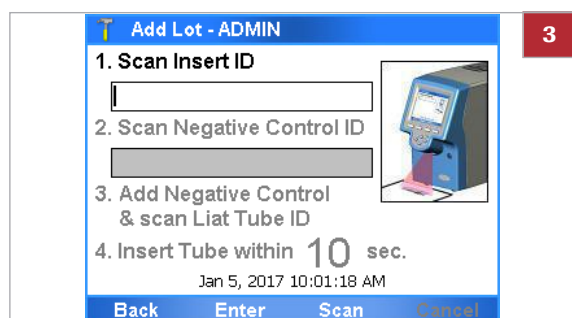 Add Lot - ADMIN
3
1. Scan Insert ID
2. Scan Negative Control ID
3. Add Negative Control
& scan Liat Tube ID
4. Insert Tube within 10 sec.
Jan 5, 2017 10:01:18 AM
Back Enter Scan Cancel